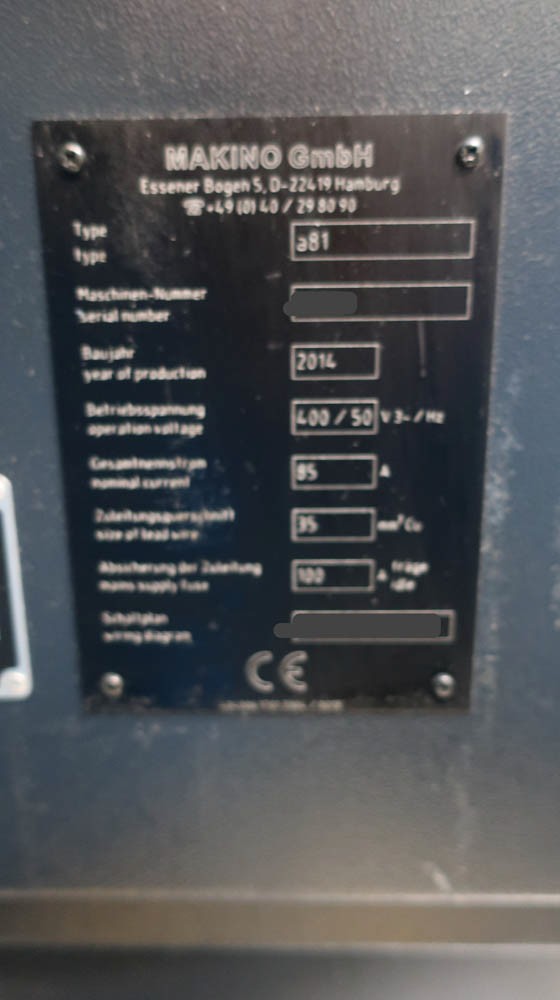 MAKINO GmbH
Essener Bogen 5, D-22419 Hamburg
☎ +49 (0) 40 / 29 80 90
Type a81
type
Maschinen-Nummer
Serial number
Baujahr 2014
year of production
Betriebsspannung 400 / 50 V 3~ / Hz
operation voltage
Gesamtnennstrom 85 A
nominal current
Zuleitungsquerschnitt 35 mm² Cu
size of lead wire
Absicherung der Zuleitung 100 A träge
mains supply fuse
Schaltplan
wiring diagram
CE